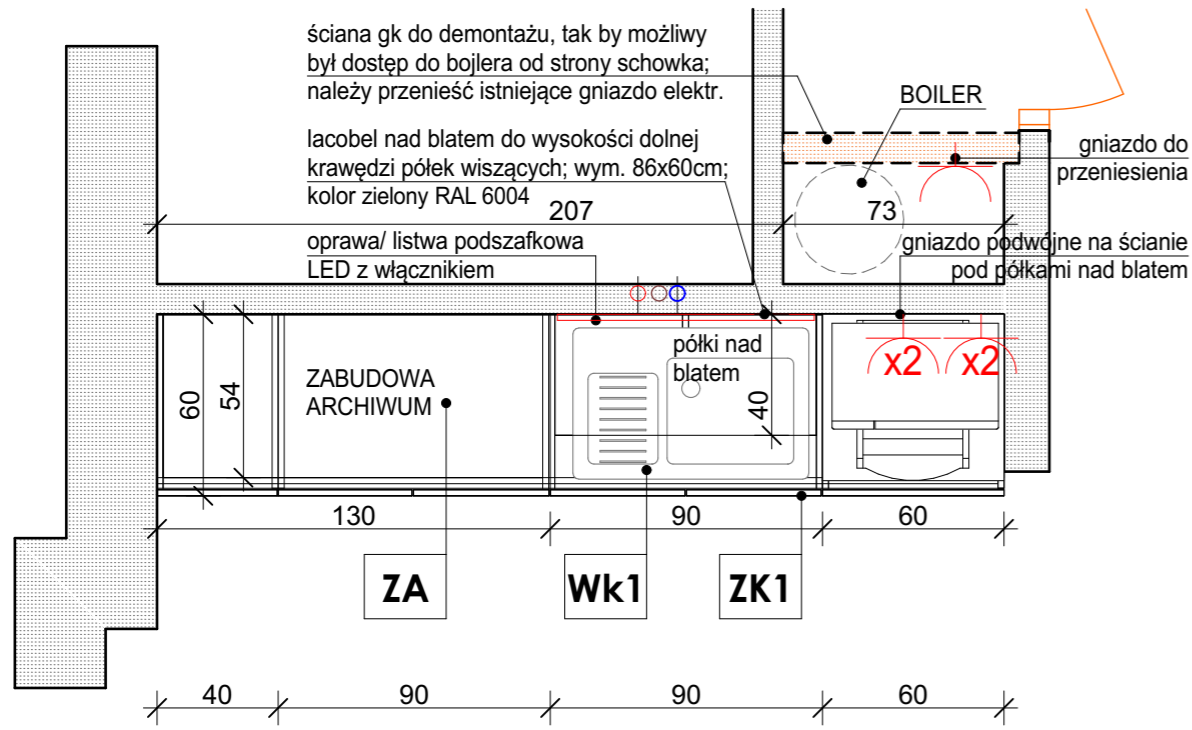 ściana gk do demontażu, tak by możliwy
był dostęp do bojlera od strony schowka;
należy przenieść istniejące gniazdo elektr.
BOILER
lacobel nad blatem do wysokości dolnej
krawędzi półek wiszących; wym. 86x60cm;
kolor zielony RAL 6004
gniazdo do
przeniesienia
207
73
oprawa/ listwa podszafkowa
LED z włącznikiem
gniazdo podwójne na ścianie
pod półkami nad blatem
półki nad
blatem
x2
x2
ZABUDOWA
ARCHIWUM
60
54
40
130
90
60
ZA
Wk1
ZK1
40
90
90
60